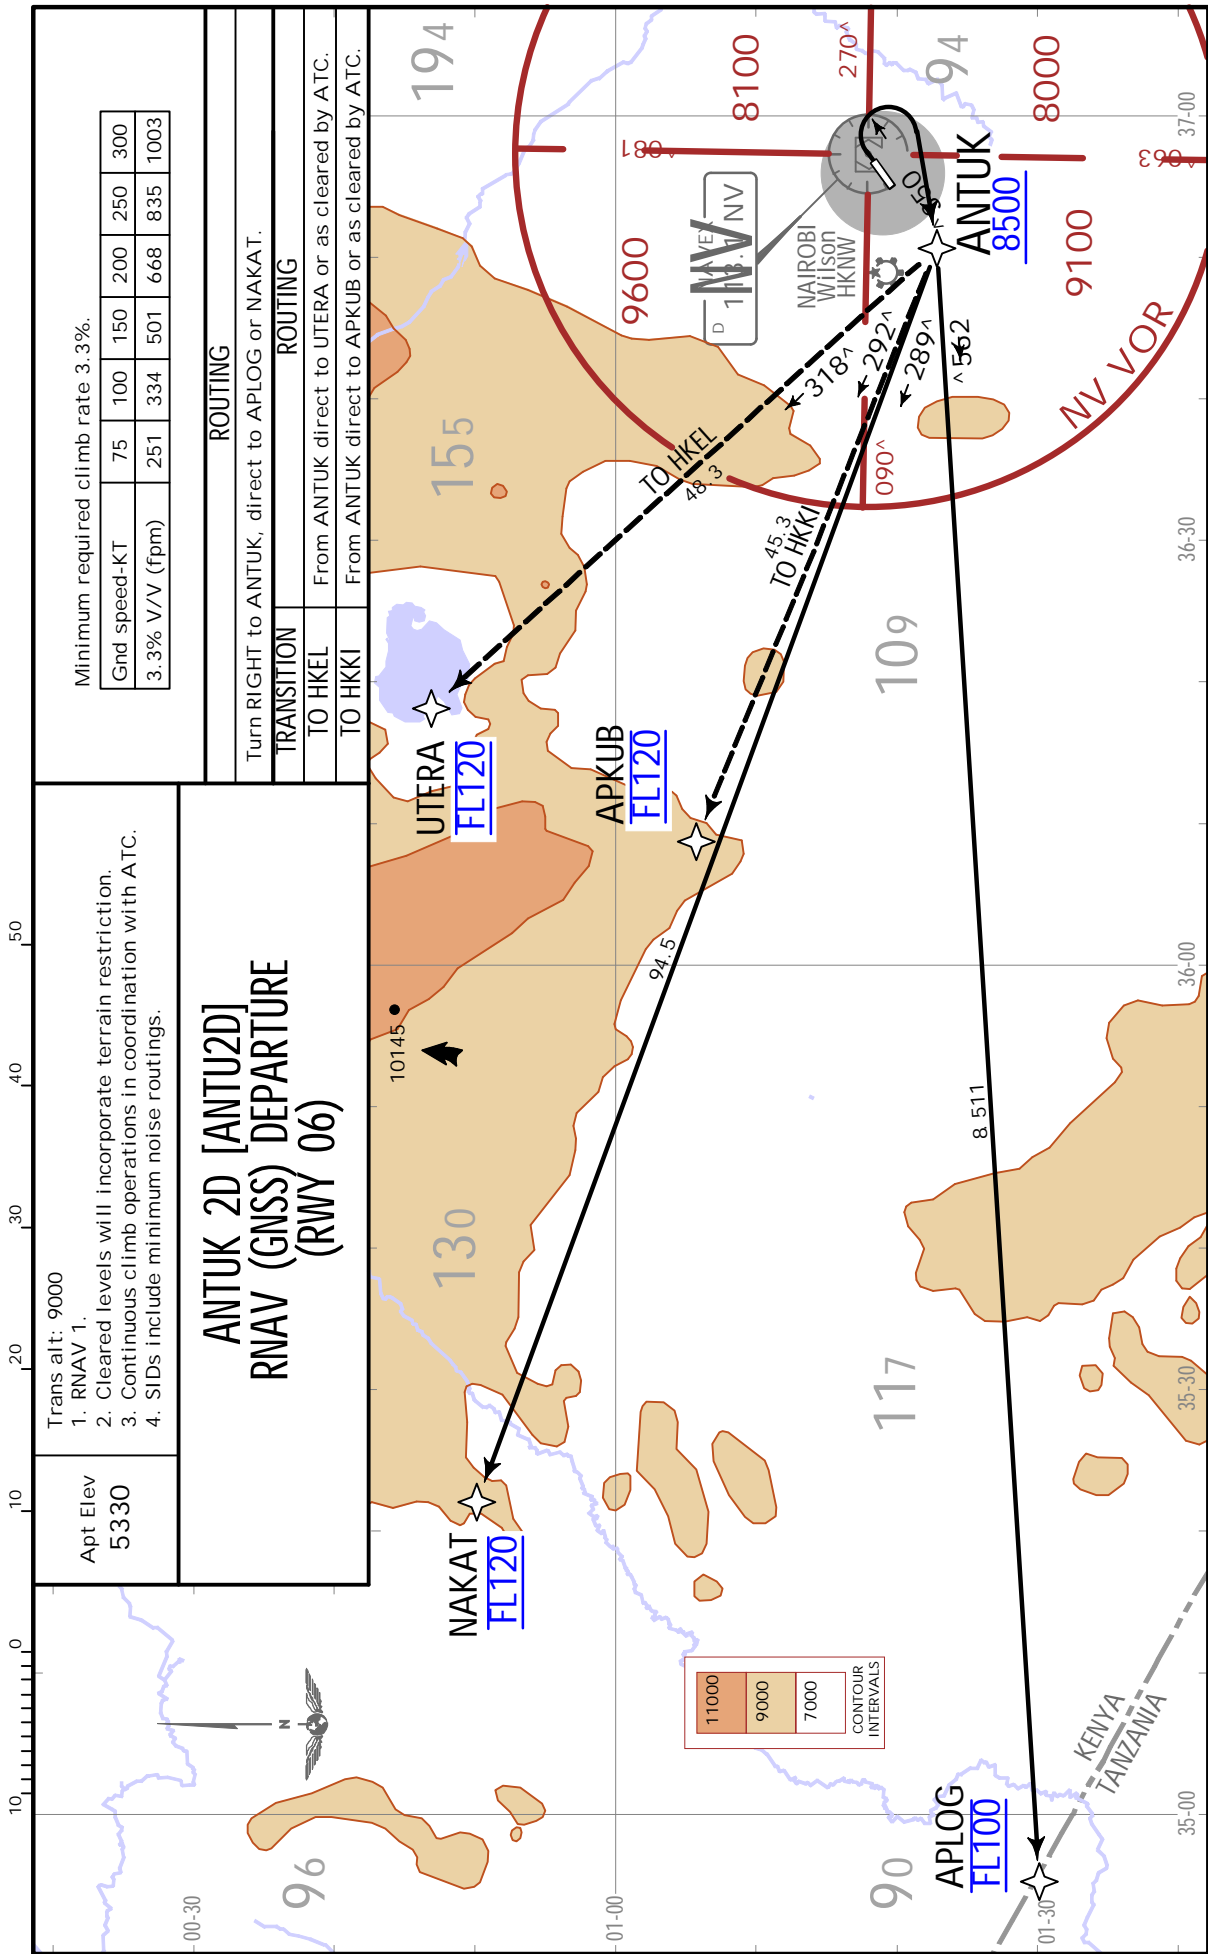 Apt Elev
5330
Trans alt: 9000
1. RNAV 1.
2. Cleared levels will incorporate terrain restriction.
3. Continuous climb operations in coordination with ATC.
4. SIDs include minimum noise routings.
Minimum required climb rate 3.3%.
Gnd speed-KT 75 100 150 200 250 300
3.3% V/V (fpm) 251 334 501 668 835 1003
ANTUK 2D [ANTU2D]
RNAV (GNSS) DEPARTURE
(RWY 06)
ROUTING
Turn RIGHT to ANTUK, direct to APLOG or NAKAT.
TRANSITION ROUTING
TO HKEL From ANTUK direct to UTERA or as cleared by ATC.
TO HKKI From ANTUK direct to APKUB or as cleared by ATC.
10 0 10 20 30 40 50
N
00-30
01-00
01-30
35-00
35-30
36-00
36-30
37-00
96
90
130
117
155
109
194
94
10145
NAKAT
FL120
UTERA
FL120
APKUB
FL120
APLOG
FL100
ANTUK
8500
94.5
TO HKEL
48.3
45.3
TO HKKI
8 511
318^
292^
289^
NAIROBI
Wilson
HKNW
D
NV
NV
NV VOR
9600
8100
8000
9100
270^
090^
081^
^063
11000
9000
7000
CONTOUR
INTERVALS
KENYA
TANZANIA